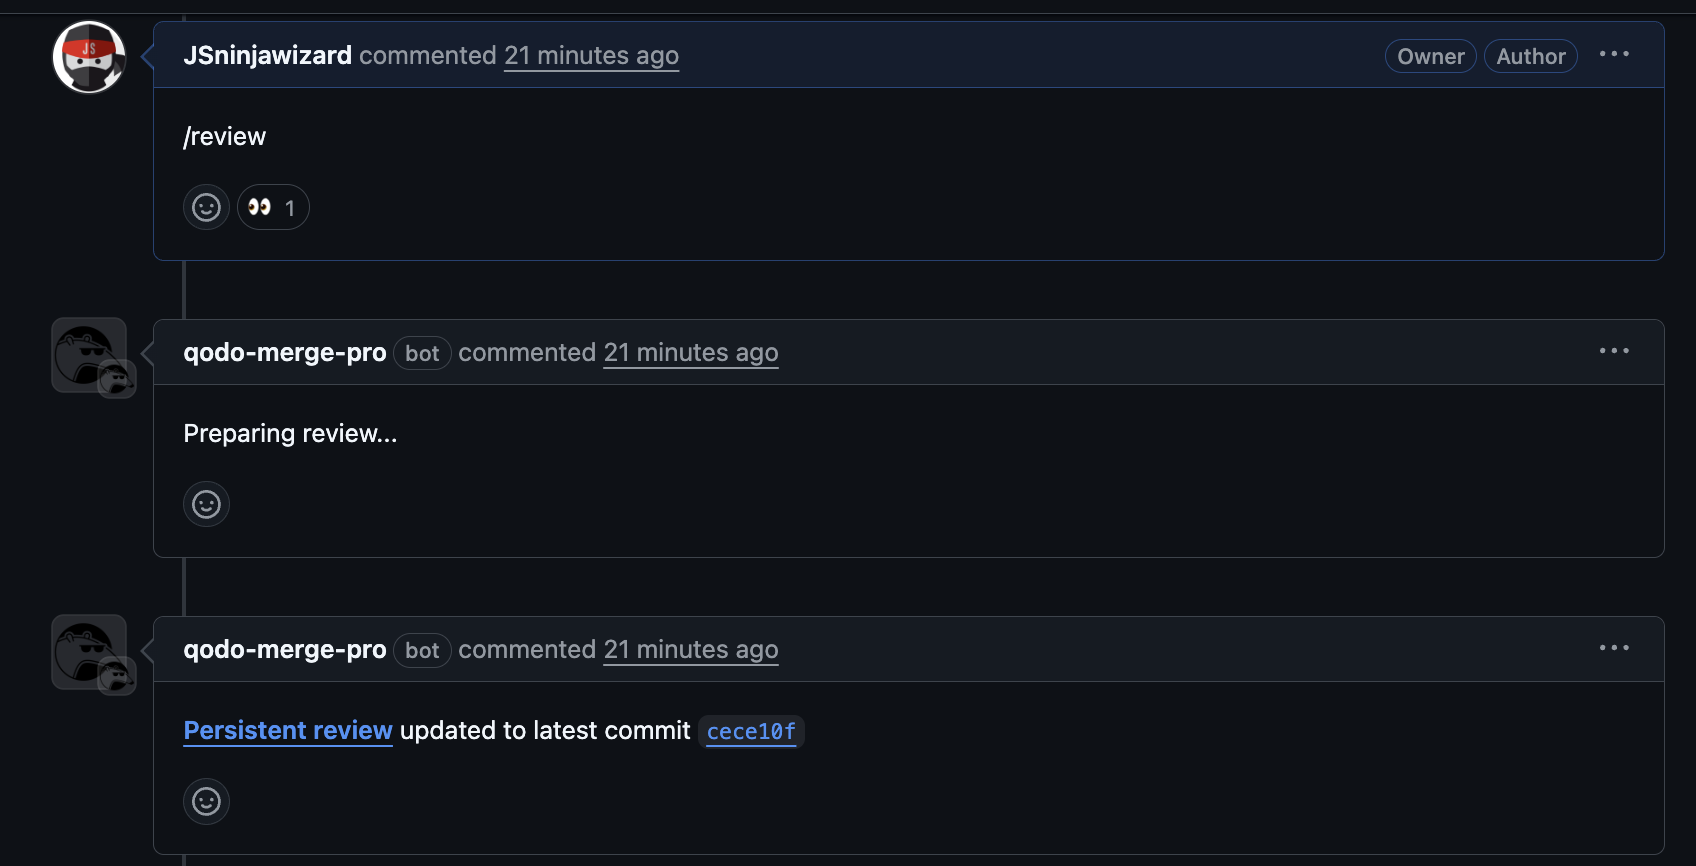 JS
JSninjawizard commented 21 minutes ago Owner Author
/review
1
qodo-merge-pro bot commented 21 minutes ago
Preparing review...
qodo-merge-pro bot commented 21 minutes ago
Persistent review updated to latest commit cece10f